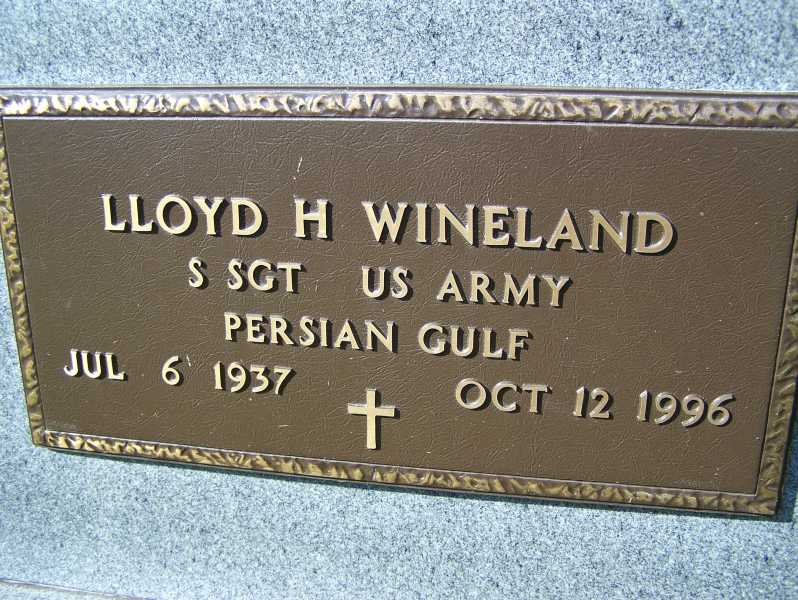 LLOYD H WINELAND
S SGT US ARMY
PERSIAN GULF
JUL 6 1937 OCT 12 1996